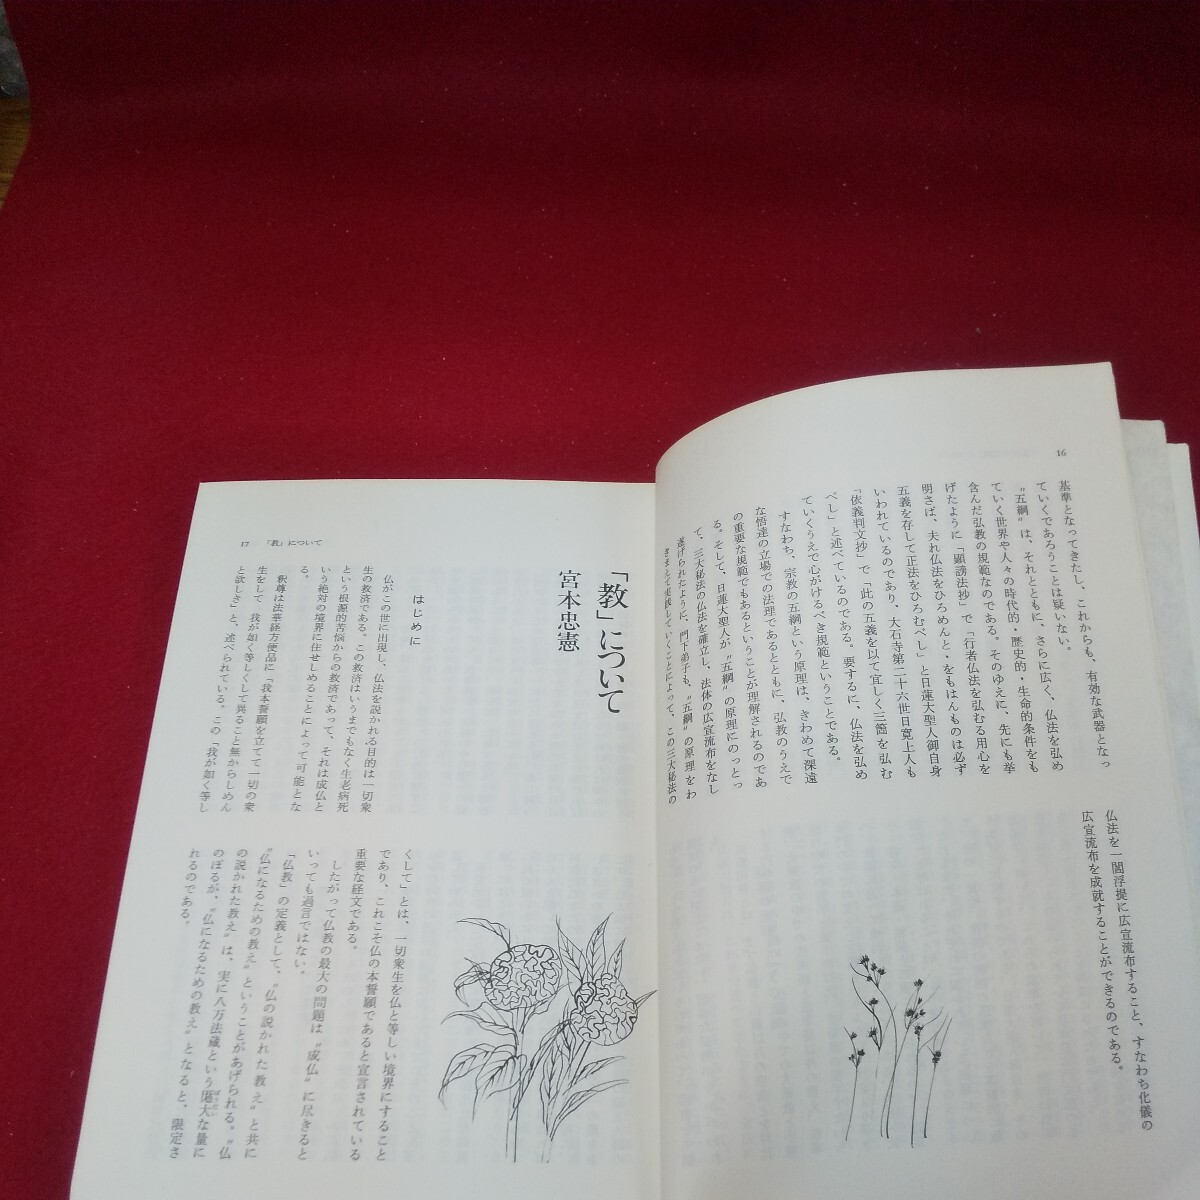 16
基準となってきたし、これからも、有効な武器となっ
ていくであろうことは疑いない。
〝五綱〟は、それとともに、さらに広く、仏法を弘め
ていく世界や人々の時代的・歴史的・生命的条件をも
含んだ弘教の規範なのである。そのゆえに、先にも挙
げたように「顕謗法抄」で「行者仏法を弘むる用心を
明さば、夫れ仏法をひろめんと・をもはんものは必ず
五義を存して正法をひろむべし」と日蓮大聖人御自身
いわれているのであり、大石寺第二十六世日寛上人も
「依義判文抄」で「此の五義を以て宜しく三箇を弘む
べし」と述べているのである。要するに、仏法を弘め
ていくうえで心がけるべき規範ということである。
すなわち、宗教の五綱という原理は、きわめて深遠
な悟達の立場での法理であるとともに、弘教のうえで
の重要な規範でもあるということが理解されるのであ
る。そして、日蓮大聖人が〝五綱〟の原理にのっとっ
て、三大秘法の仏法を確立し、法体の広宣流布をなし
遂げられたように、門下弟子も、〝五綱〟の原理をわ
きまえて実践していくことによって、この三大秘法の
仏法を一閻浮提に広宣流布すること、すなわち化儀の
広宣流布を成就することができるのである。
17　「教」について
「教」について
宮本忠憲
はじめに
仏がこの世に出現し、仏法を説かれる目的は一切衆
生の救済である。この救済はいうまでもなく生老病死
という根源的苦悩からの救済であって、それは成仏と
いう絶対の境界に住せしめることによって可能とな
る。
釈尊は法華経方便品に「我本誓願を立てて一切の衆
生をして　我が如く等しくして異ること無からしめん
と欲しき」と、述べられている。この「我が如く等し
くして」とは、一切衆生を仏と等しい境界にすること
であり、これこそ仏の本誓願であると宣言されている
重要な経文である。
したがって仏教の最大の問題は〝成仏〟に尽きると
いっても過言ではない。
「仏教」の定義として、〝仏の説かれた教え〟と共に
〝仏になるための教え〟ということがあげられる。〝仏
の説かれた教え〟は、実に八万法蔵という厖大な量に
のぼるが、〝仏になるための教え〟となると、限定さ
れるのである。